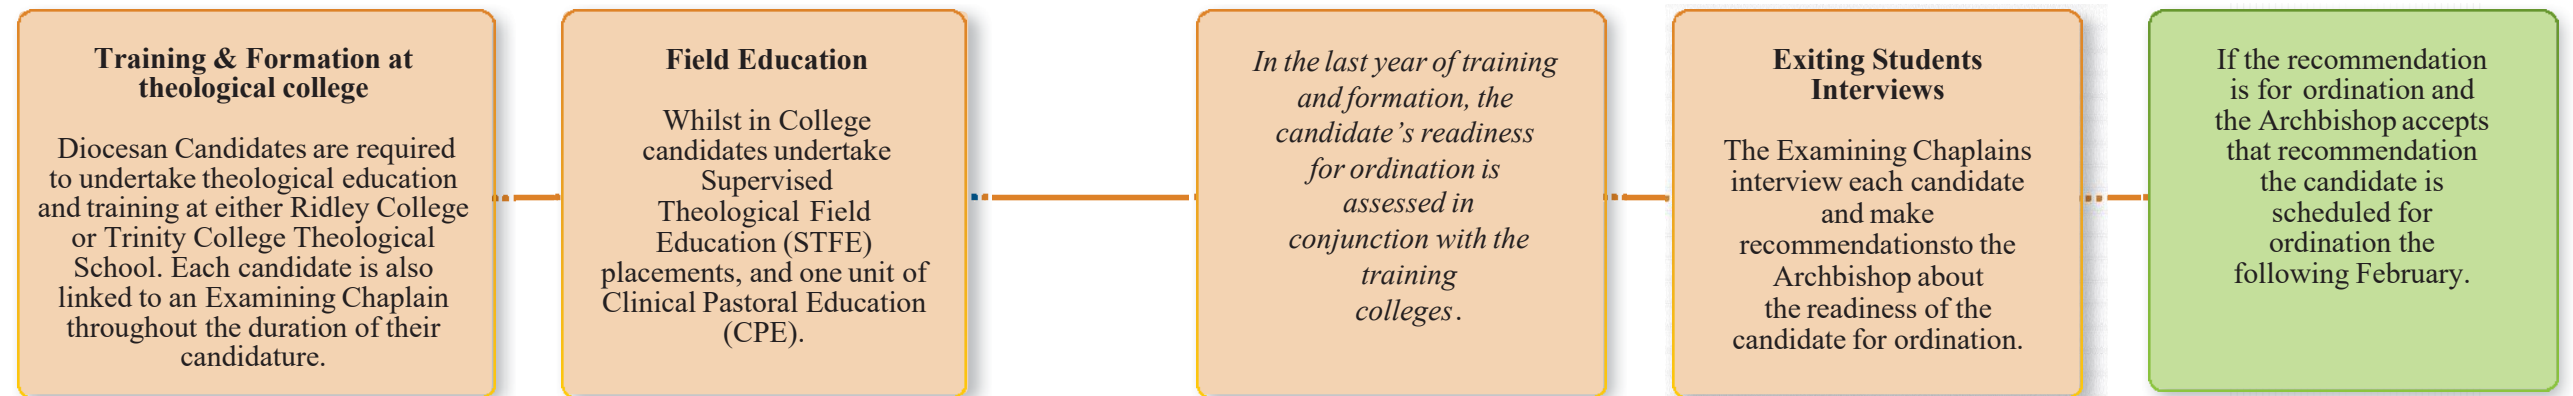 Training & Formation at
theological college
Diocesan Candidates are required
to undertake theological education
and training at either Ridley College
or Trinity College Theological
School. Each candidate is also
linked to an Examining Chaplain
throughout the duration of their
candidature.
Field Education
Whilst in College
candidates undertake
Supervised
Theological Field
Education (STFE)
placements, and one unit of
Clinical Pastoral Education
(CPE).
In the last year of training
and formation, the
candidate’s readiness
for ordination is
assessed in
conjunction with the
training
colleges.
Exiting Students
Interviews
The Examining Chaplains
interview each candidate
and make
recommendationsto the
Archbishop about
the readiness of the
candidate for ordination.
If the recommendation
is for ordination and
the Archbishop accepts
that recommendation
the candidate is
scheduled for
ordination the
following February.